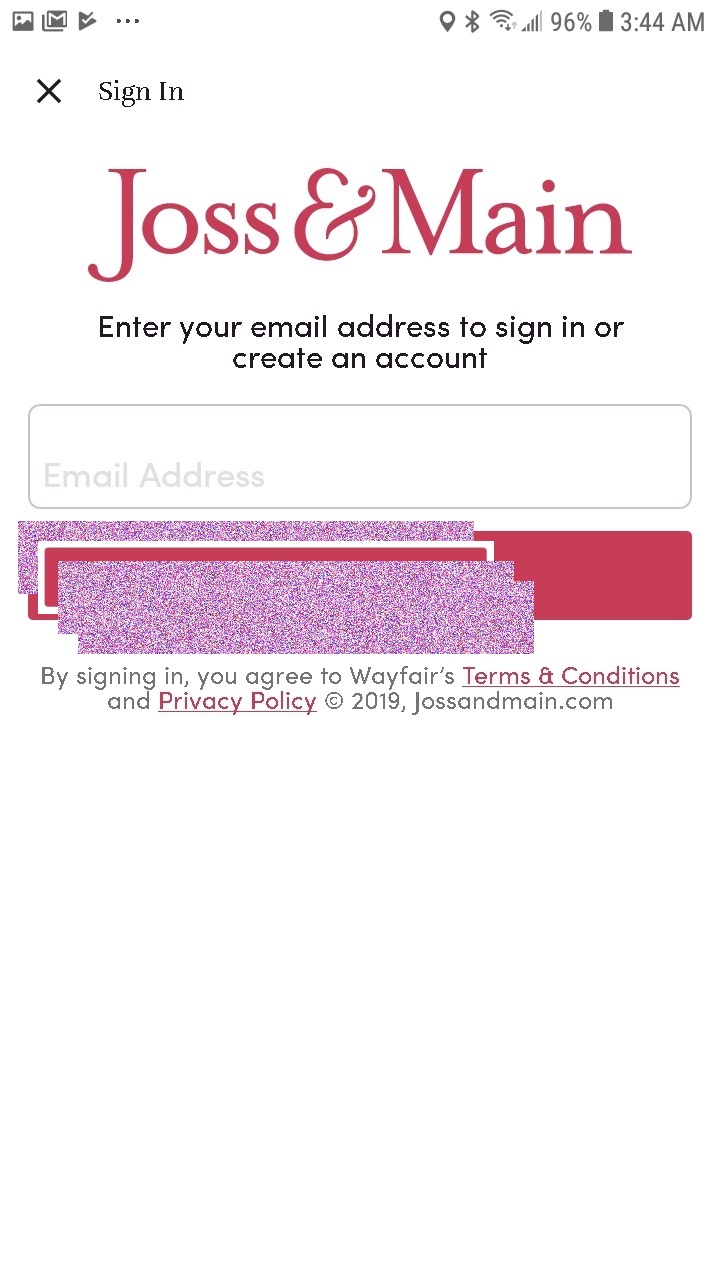 96% 3:44 AM
Sign In
Joss & Main
Enter your email address to sign in or
create an account
Email Address
By signing in, you agree to Wayfair's Terms & Conditions
and Privacy Policy © 2019, Jossandmain.com